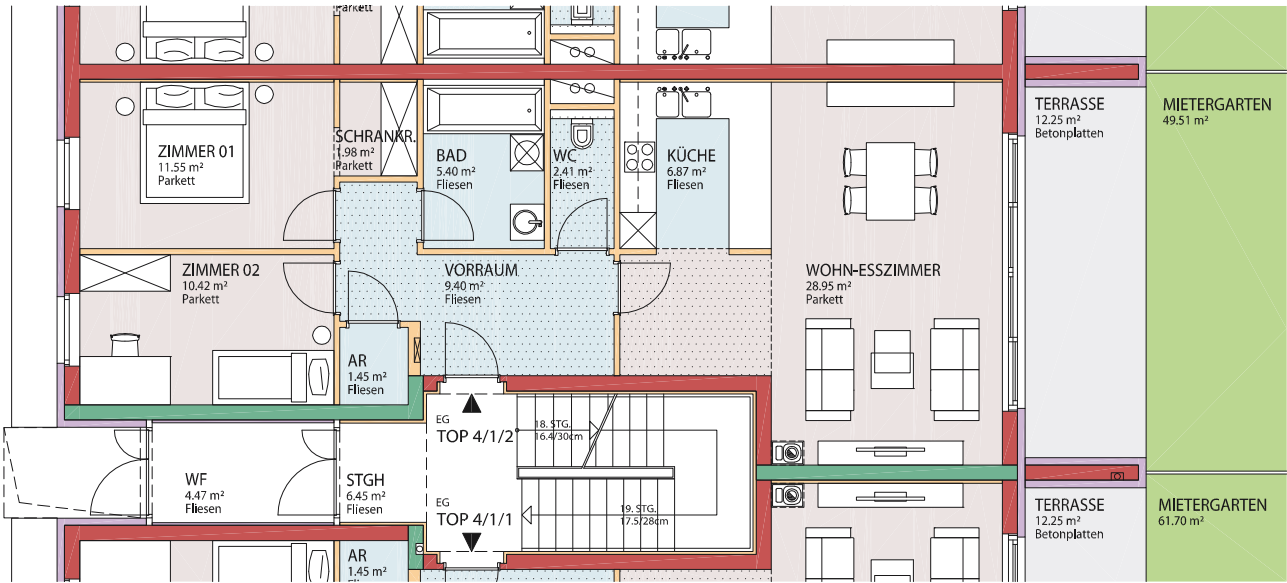 Parkett
ZIMMER 01
11.55 m²
Parkett
SCHRANKR.
1.98 m²
Parkett
BAD
5.40 m²
Fliesen
WC
2.41 m²
Fliesen
KÜCHE
6.87 m²
Fliesen
TERRASSE
12.25 m²
Betonplatten
MIETERGARTEN
49.51 m²
ZIMMER 02
10.42 m²
Parkett
VORRAUM
9.40 m²
Fliesen
WOHN-ESSZIMMER
28.95 m²
Parkett
AR
1.45 m²
Fliesen
EG
TOP 4/1/2
18. STG.
16.4/30cm
WF
4.47 m²
Fliesen
STGH
6.45 m²
Fliesen
EG
TOP 4/1/1
19. STG.
17.5/28cm
TERRASSE
12.25 m²
Betonplatten
MIETERGARTEN
61.70 m²
AR
1.45 m²